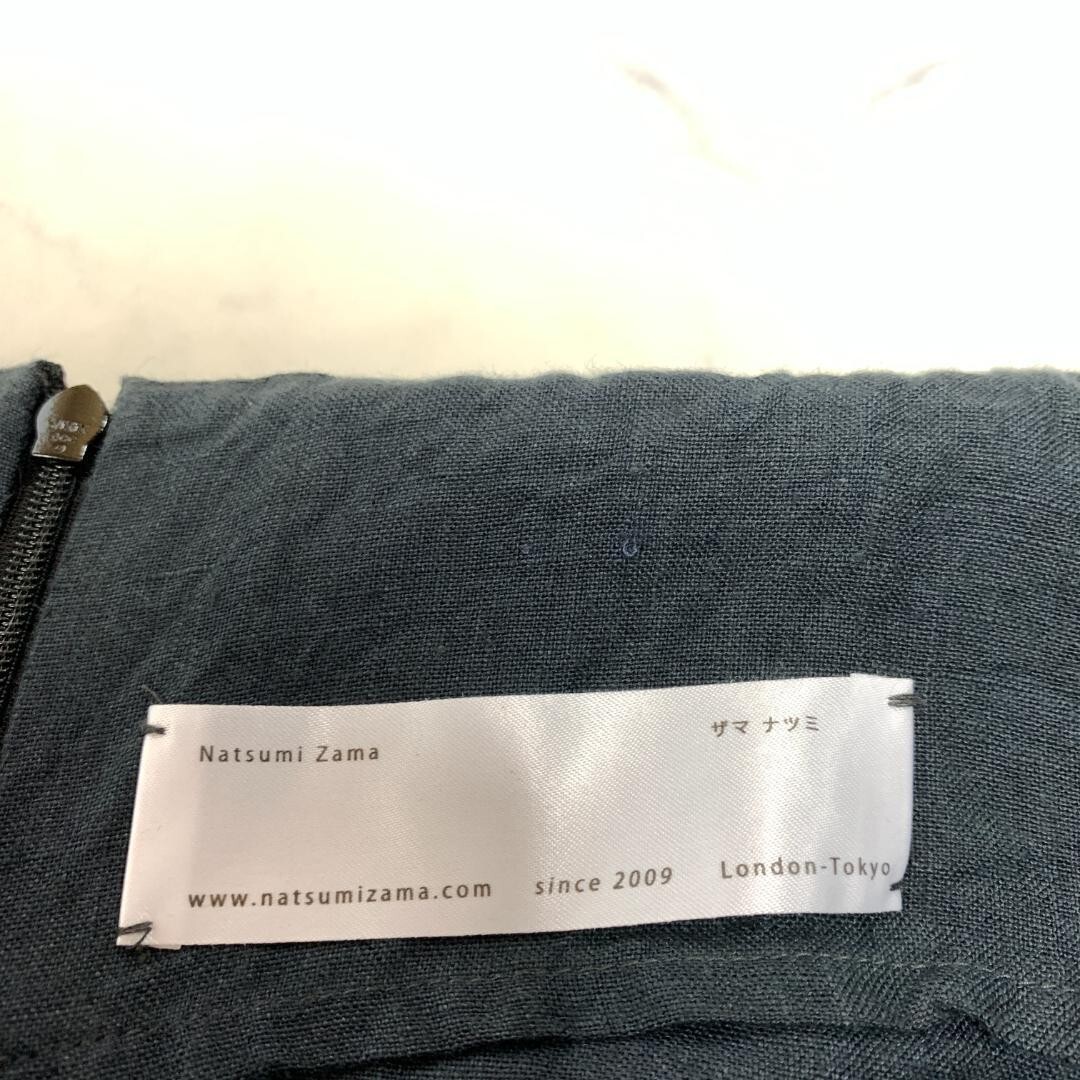 Natsumi Zama
ザマ ナツミ
www.natsumizama.com since 2009 London-Tokyo